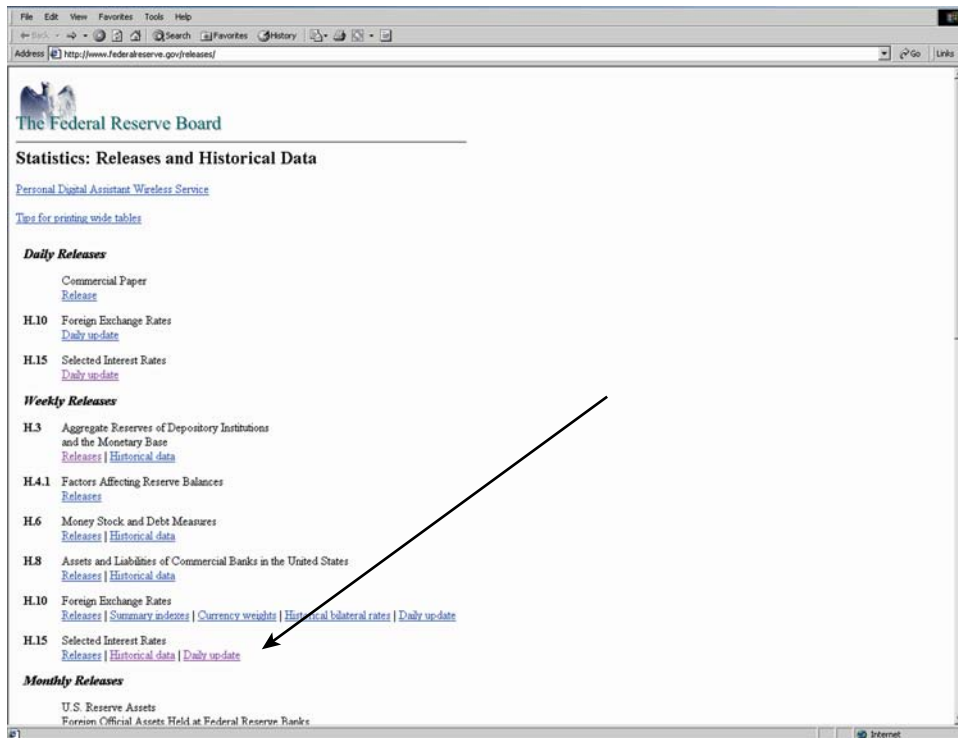 File Edit View Favorites Tools Help
Back Search Favorites History
Address http://www.federalreserve.gov/releases/ Go Links
The Federal Reserve Board
Statistics: Releases and Historical Data
Personal Digital Assistant Wireless Service
Tips for printing wide tables
Daily Releases
Commercial Paper
Release
H.10 Foreign Exchange Rates
Daily update
H.15 Selected Interest Rates
Daily update
Weekly Releases
H.3 Aggregate Reserves of Depository Institutions
and the Monetary Base
Releases | Historical data
H.4.1 Factors Affecting Reserve Balances
Releases
H.6 Money Stock and Debt Measures
Releases | Historical data
H.8 Assets and Liabilities of Commercial Banks in the United States
Releases | Historical data
H.10 Foreign Exchange Rates
Releases | Summary indexes | Currency weights | Historical bilateral rates | Daily update
H.15 Selected Interest Rates
Releases | Historical data | Daily update
Monthly Releases
U.S. Reserve Assets
Foreign Official Assets Held at Federal Reserve Banks
Internet